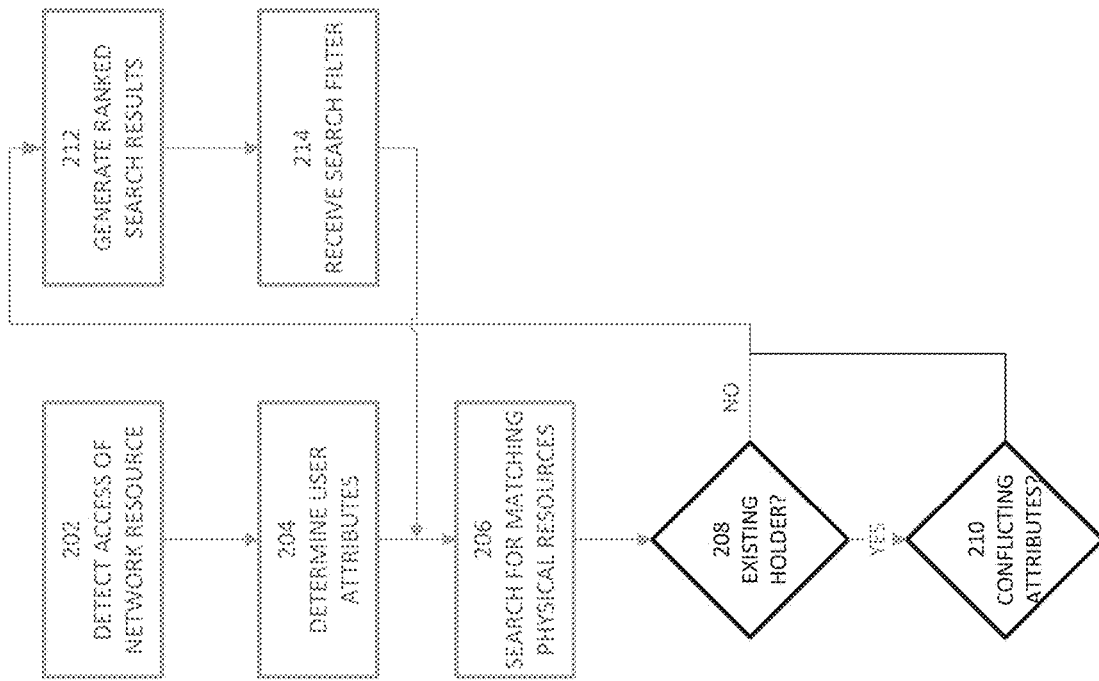 202
DETECT ACCESS OF
NETWORK RESOURCE
204
DETERMINE USER
ATTRIBUTES
206
SEARCH FOR MATCHING
PHYSICAL RESOURCES
208
EXISTING
HOLDER?
NO
YES
210
CONFLICTING
ATTRIBUTES?
212
GENERATE RANKED
SEARCH RESULTS
214
RECEIVE SEARCH FILTER